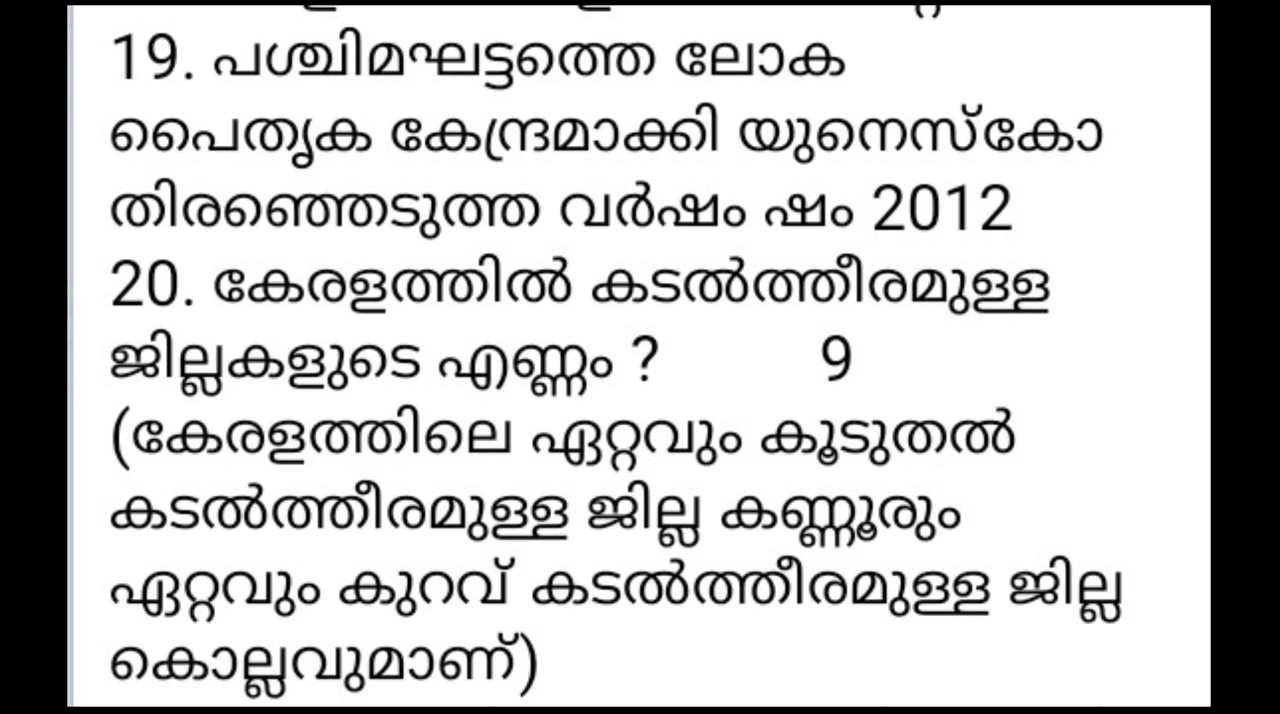 19. പശ്ചിമഘട്ടത്തെ ലോക
പൈതൃക കേന്ദ്രമാക്കി യുനെസ്കോ
തിരഞ്ഞെടുത്ത വർഷം ഷം 2012
20. കേരളത്തിൽ കടൽത്തീരമുള്ള
ജില്ലകളുടെ എണ്ണം ? 9
(കേരളത്തിലെ ഏറ്റവും കൂടുതൽ
കടൽത്തീരമുള്ള ജില്ല കണ്ണൂരും
ഏറ്റവും കുറവ് കടൽത്തീരമുള്ള ജില്ല
കൊല്ലവുമാണ്)